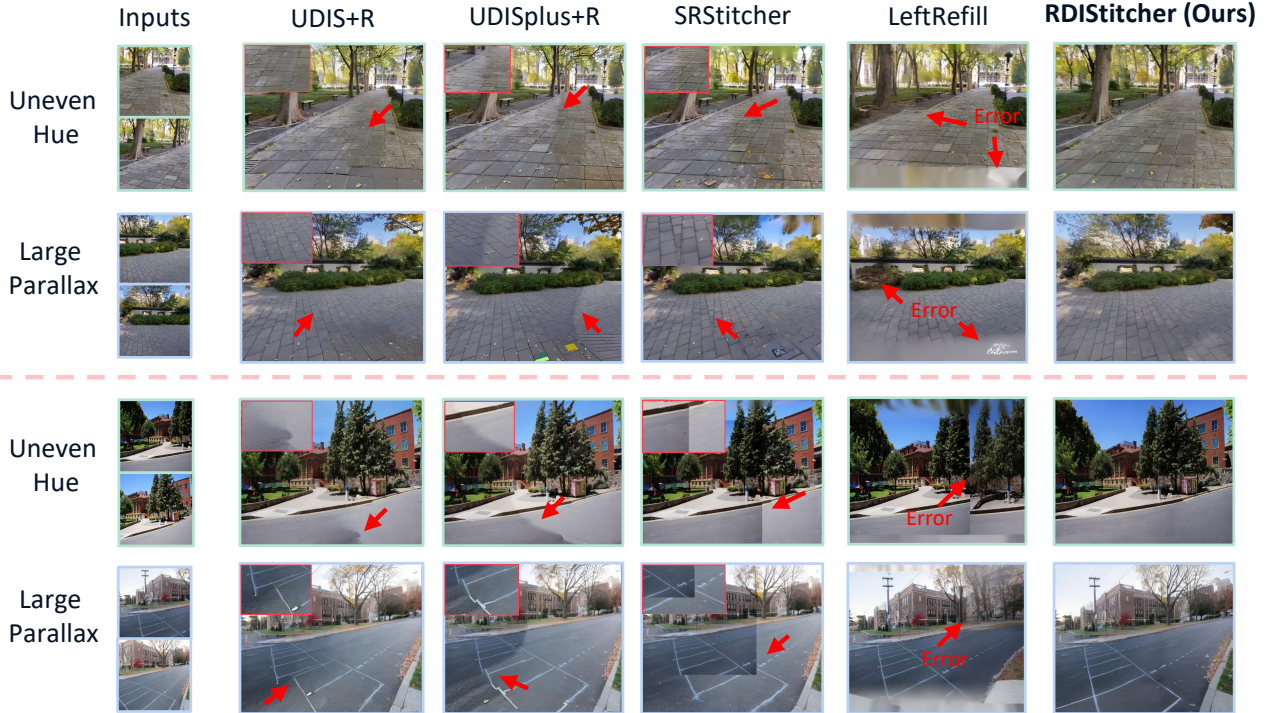 Inputs
UDIS+R
UDISplus+R
SRStitcher
LeftRefill
RDIStitcher (Ours)
Uneven
Hue
Error
Large
Parallax
Error
Uneven
Hue
Error
Large
Parallax
Error